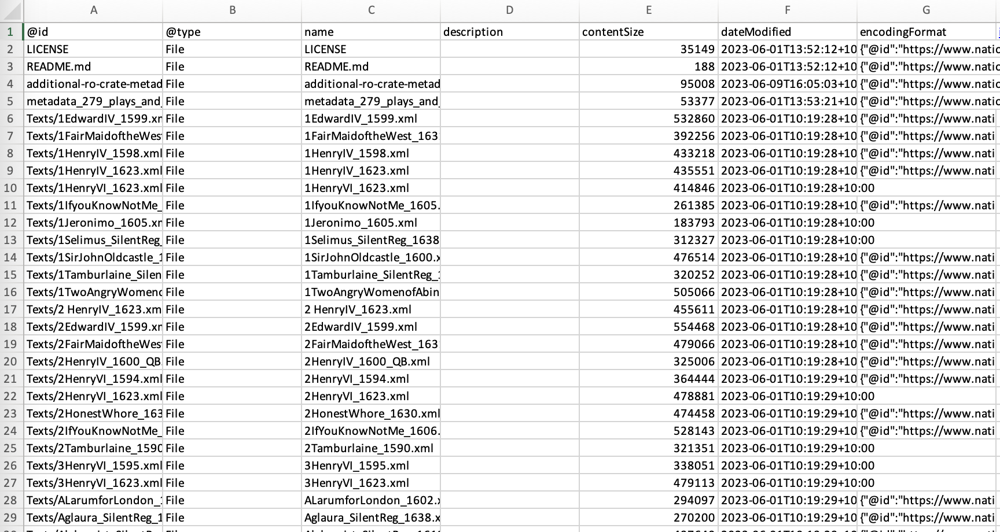 A B C D E F G
1 @id @type name description contentSize dateModified encodingFormat
2 LICENSE File LICENSE 35149 2023-06-01T13:52:12+10 {"@id":"https://www.natio
3 README.md File README.md 188 2023-06-01T13:52:12+10 {"@id":"https://www.natio
4 additional-ro-crate-metad File additional-ro-crate-metad 95008 2023-06-09T16:05:03+10 {"@id":"https://www.natio
5 metadata_279_plays_and_ File metadata_279_plays_and_ 53377 2023-06-01T13:53:21+10 {"@id":"https://www.natio
6 Texts/1EdwardIV_1599.xm File 1EdwardIV_1599.xml 532860 2023-06-01T10:19:28+10 {"@id":"https://www.nati
7 Texts/1FairMaidoftheWest File 1FairMaidoftheWest_163 392256 2023-06-01T10:19:28+10 {"@id":"https://www.nati
8 Texts/1HenryIV_1598.xml File 1HenryIV_1598.xml 433218 2023-06-01T10:19:28+10 {"@id":"https://www.nati
9 Texts/1HenryIV_1623.xml File 1HenryIV_1623.xml 435551 2023-06-01T10:19:28+10 {"@id":"https://www.nati
10 Texts/1HenryVI_1623.xml File 1HenryVI_1623.xml 414846 2023-06-01T10:19:28+10:00
11 Texts/1IfyouKnowNotMe_ File 1IfyouKnowNotMe_1605. 261385 2023-06-01T10:19:28+10 {"@id":"https://www.nati
12 Texts/1Jeronimo_1605.xm File 1Jeronimo_1605.xml 183793 2023-06-01T10:19:28+10:00
13 Texts/1Selimus_SilentReg_ File 1Selimus_SilentReg_1638 312327 2023-06-01T10:19:28+10:00
14 Texts/1SirJohnOldcastle_1 File 1SirJohnOldcastle_1600.x 476514 2023-06-01T10:19:28+10 {"@id":"https://www.nati
15 Texts/1Tamburlaine_Silen File 1Tamburlaine_SilentReg_1 320252 2023-06-01T10:19:28+10 {"@id":"https://www.nati
16 Texts/1TwoAngryWomeno File 1TwoAngryWomenofAbin 505066 2023-06-01T10:19:28+10 {"@id":"https://www.nati
17 Texts/2 HenryIV_1623.xm File 2 HenryIV_1623.xml 455611 2023-06-01T10:19:28+10 {"@id":"https://www.nati
18 Texts/2EdwardIV_1599.xm File 2EdwardIV_1599.xml 554468 2023-06-01T10:19:28+10 {"@id":"https://www.nati
19 Texts/2FairMaidoftheWest File 2FairMaidoftheWest_163 479066 2023-06-01T10:19:28+10 {"@id":"https://www.nati
20 Texts/2HenryIV_1600_QB. File 2HenryIV_1600_QB.xml 325006 2023-06-01T10:19:28+10 {"@id":"https://www.nati
21 Texts/2HenryVI_1594.xml File 2HenryVI_1594.xml 364444 2023-06-01T10:19:29+10 {"@id":"https://www.nati
22 Texts/2HenryVI_1623.xml File 2HenryVI_1623.xml 478881 2023-06-01T10:19:29+10:00
23 Texts/2HonestWhore_163 File 2HonestWhore_1630.xml 474458 2023-06-01T10:19:29+10 {"@id":"https://www.nati
24 Texts/2IfYouKnowNotMe_ File 2IfYouKnowNotMe_1606. 528143 2023-06-01T10:19:29+10 {"@id":"https://www.nati
25 Texts/2Tamburlaine_1590 File 2Tamburlaine_1590.xml 321351 2023-06-01T10:19:29+10:00
26 Texts/3HenryVI_1595.xml File 3HenryVI_1595.xml 338051 2023-06-01T10:19:29+10:00
27 Texts/3HenryVI_1623.xml File 3HenryVI_1623.xml 479113 2023-06-01T10:19:29+10:00
28 Texts/ALarumforLondon_1 File ALarumforLondon_1602.x 294097 2023-06-01T10:19:29+10 {"@id":"https://www.nati
29 Texts/Aglaura_SilentReg_1 File Aglaura_SilentReg_1638.x 270200 2023-06-01T10:19:29+10 {"@id":"https://www.nati